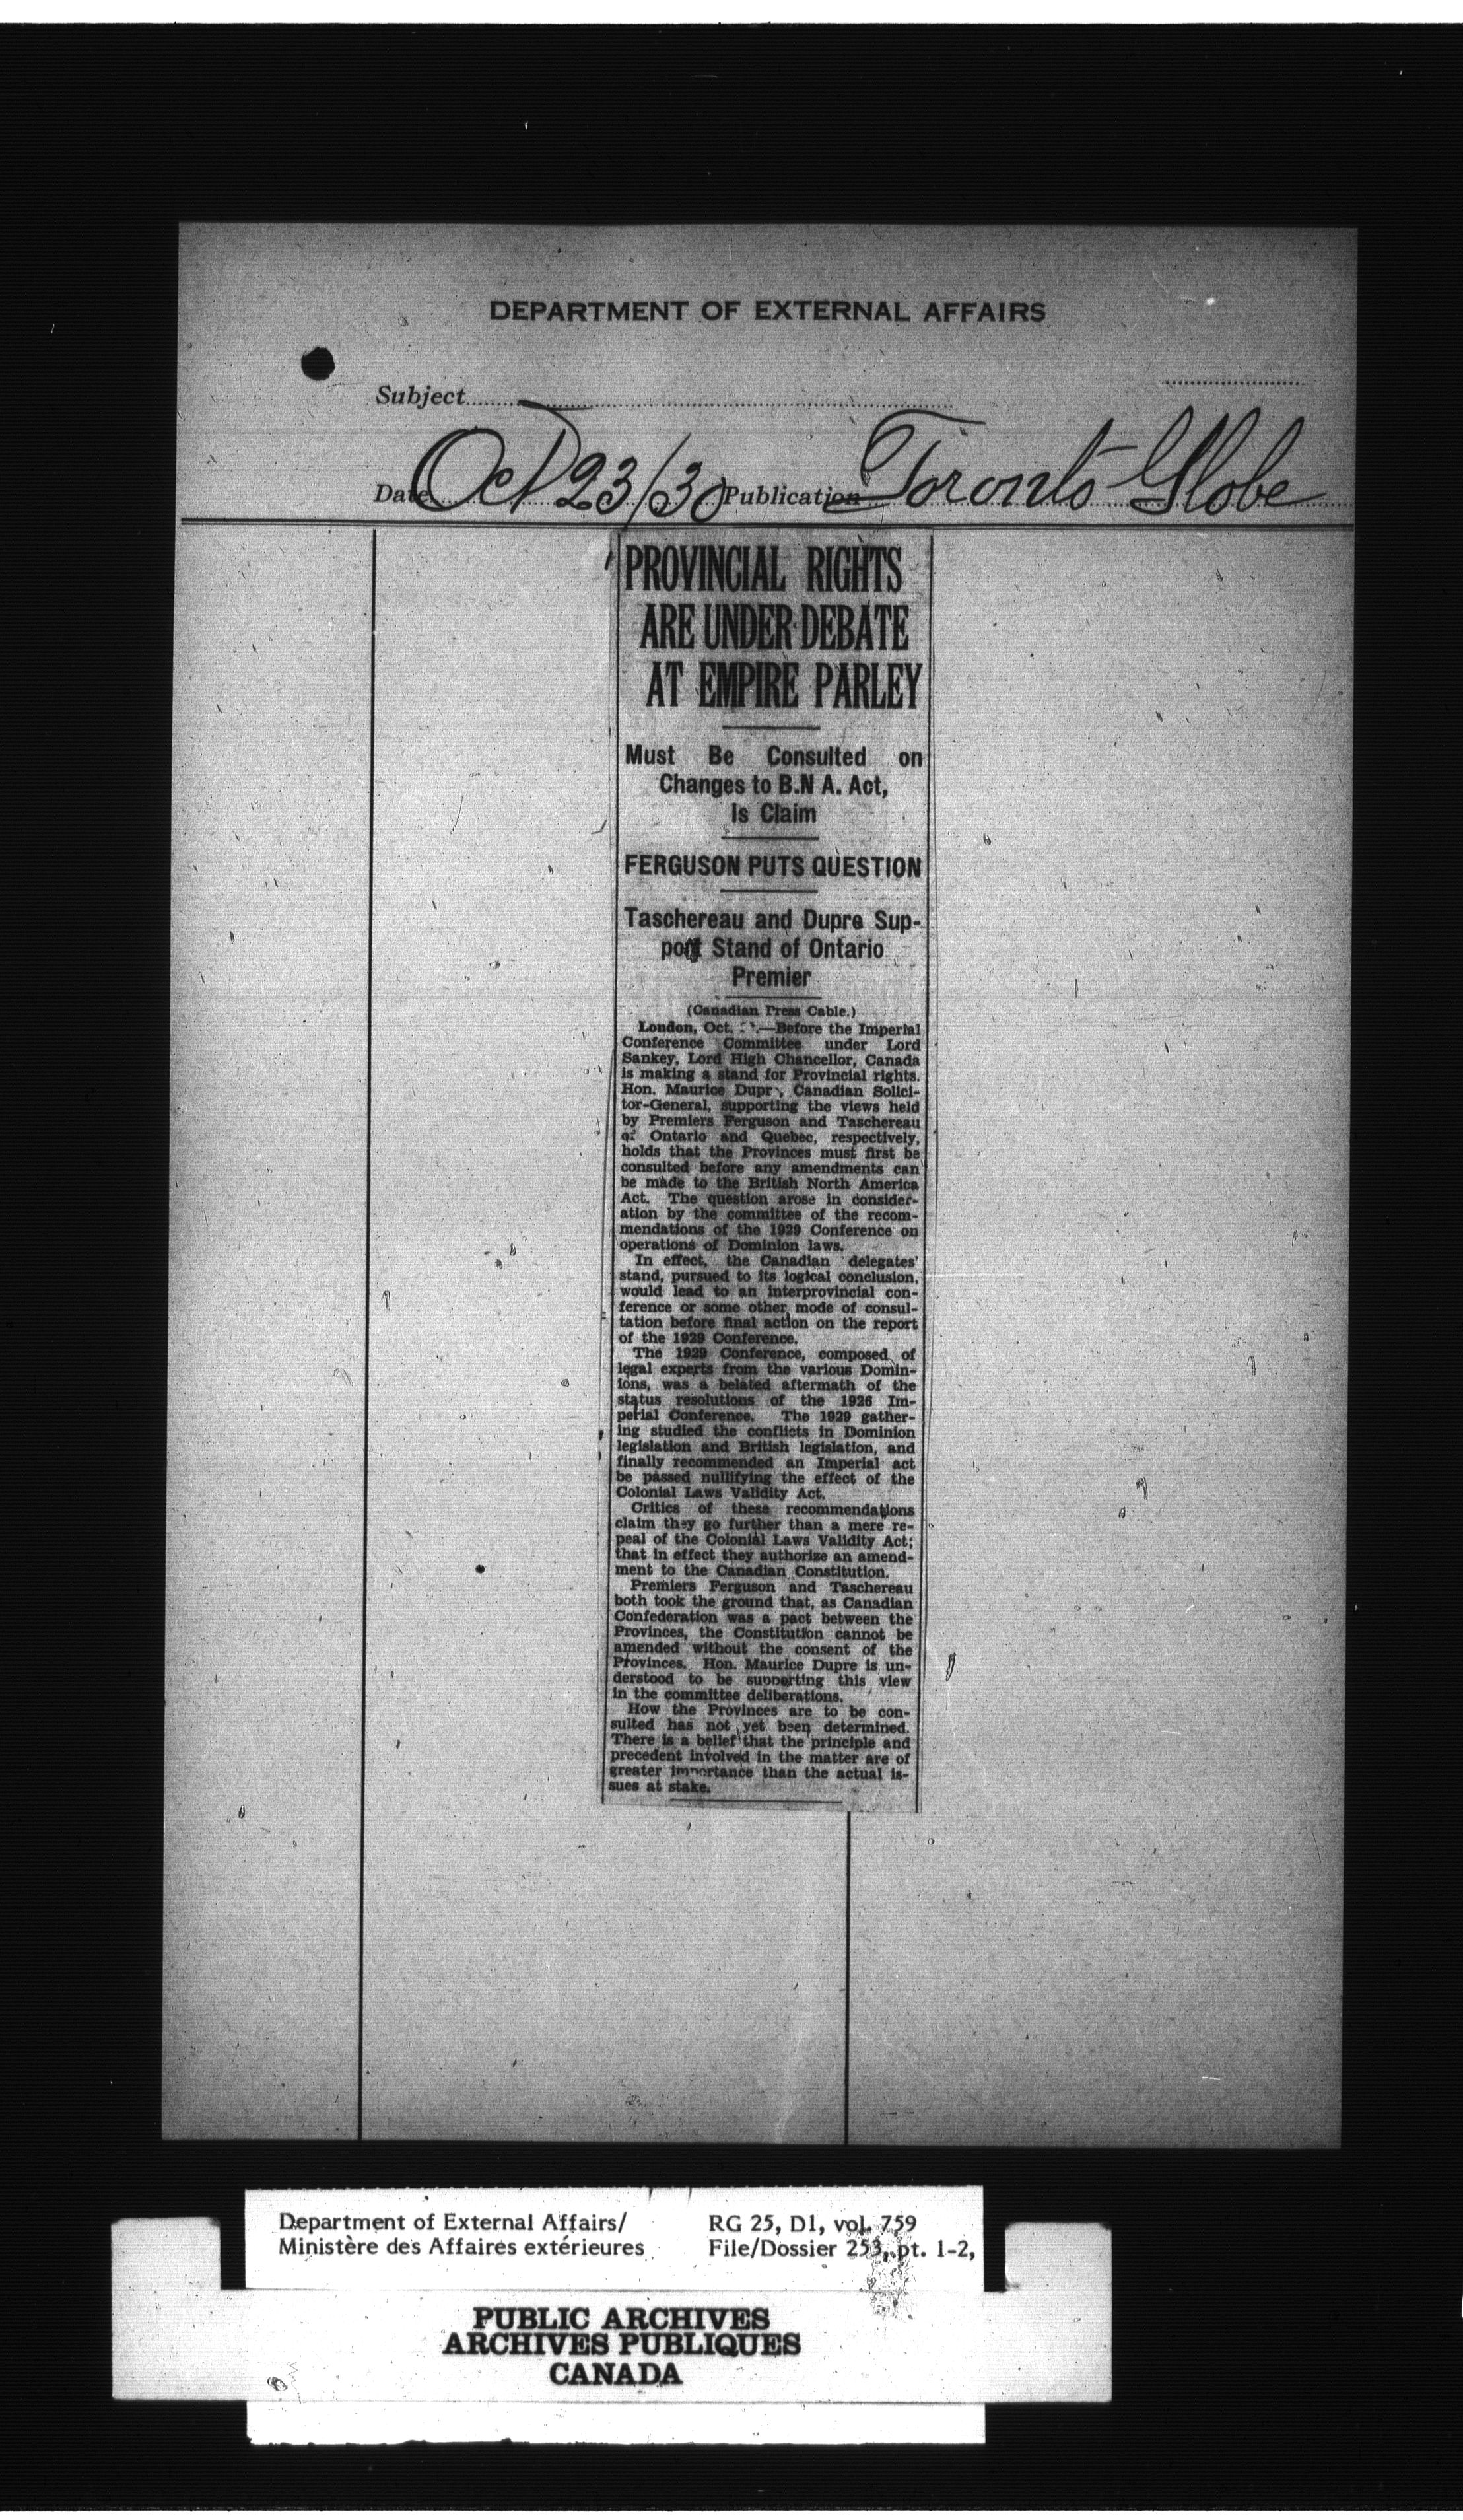 DEPARTMENT OF EXTERNAL AFFAIRS
Subject
Date Oct 23/30 Publication Toronto Globe
PROVINCIAL RIGHTS
ARE UNDER DEBATE
AT EMPIRE PARLEY
Must Be Consulted on
Changes to B.N A. Act,
Is Claim
FERGUSON PUTS QUESTION
Taschereau and Dupre Sup-
port Stand of Ontario
Premier
(Canadian Press Cable.)
London, Oct. .—Before the Imperial
Conference Committee under Lord
Sankey, Lord High Chancellor, Canada
is making a stand for Provincial rights.
Hon. Maurice Dupr, Canadian Solici-
tor-General, supporting the views held
by Premiers Ferguson and Taschereau
of Ontario and Quebec, respectively,
holds that the Provinces must first be
consulted before any amendments can
be made to the British North America
Act. The question arose in consider-
ation by the committee of the recom-
mendations of the 1929 Conference on
operations of Dominion laws.
In effect, the Canadian delegates'
stand, pursued to its logical conclusion,
would lead to an interprovincial con-
ference or some other mode of consul-
tation before final action on the report
of the 1929 Conference.
The 1929 Conference, composed of
legal experts from the various Domin-
ions, was a belated aftermath of the
status resolutions of the 1926 Im-
perial Conference. The 1929 gather-
ing studied the conflicts in Dominion
legislation and British legislation, and
finally recommended an Imperial act
be passed nullifying the effect of the
Colonial Laws Validity Act.
Critics of these recommendations
claim they go further than a mere re-
peal of the Colonial Laws Validity Act;
that in effect they authorize an amend-
ment to the Canadian Constitution.
Premiers Ferguson and Taschereau
both took the ground that, as Canadian
Confederation was a pact between the
Provinces, the Constitution cannot be
amended without the consent of the
Provinces. Hon. Maurice Dupre is un-
derstood to be supporting this view
in the committee deliberations.
How the Provinces are to be con-
sulted has not yet been determined.
There is a belief that the principle and
precedent involved in the matter are of
greater importance than the actual is-
sues at stake.
Department of External Affairs/ RG 25, D1, vol. 759
Ministère des Affaires extérieures File/Dossier 253, pt. 1-2,
PUBLIC ARCHIVES
ARCHIVES PUBLIQUES
CANADA